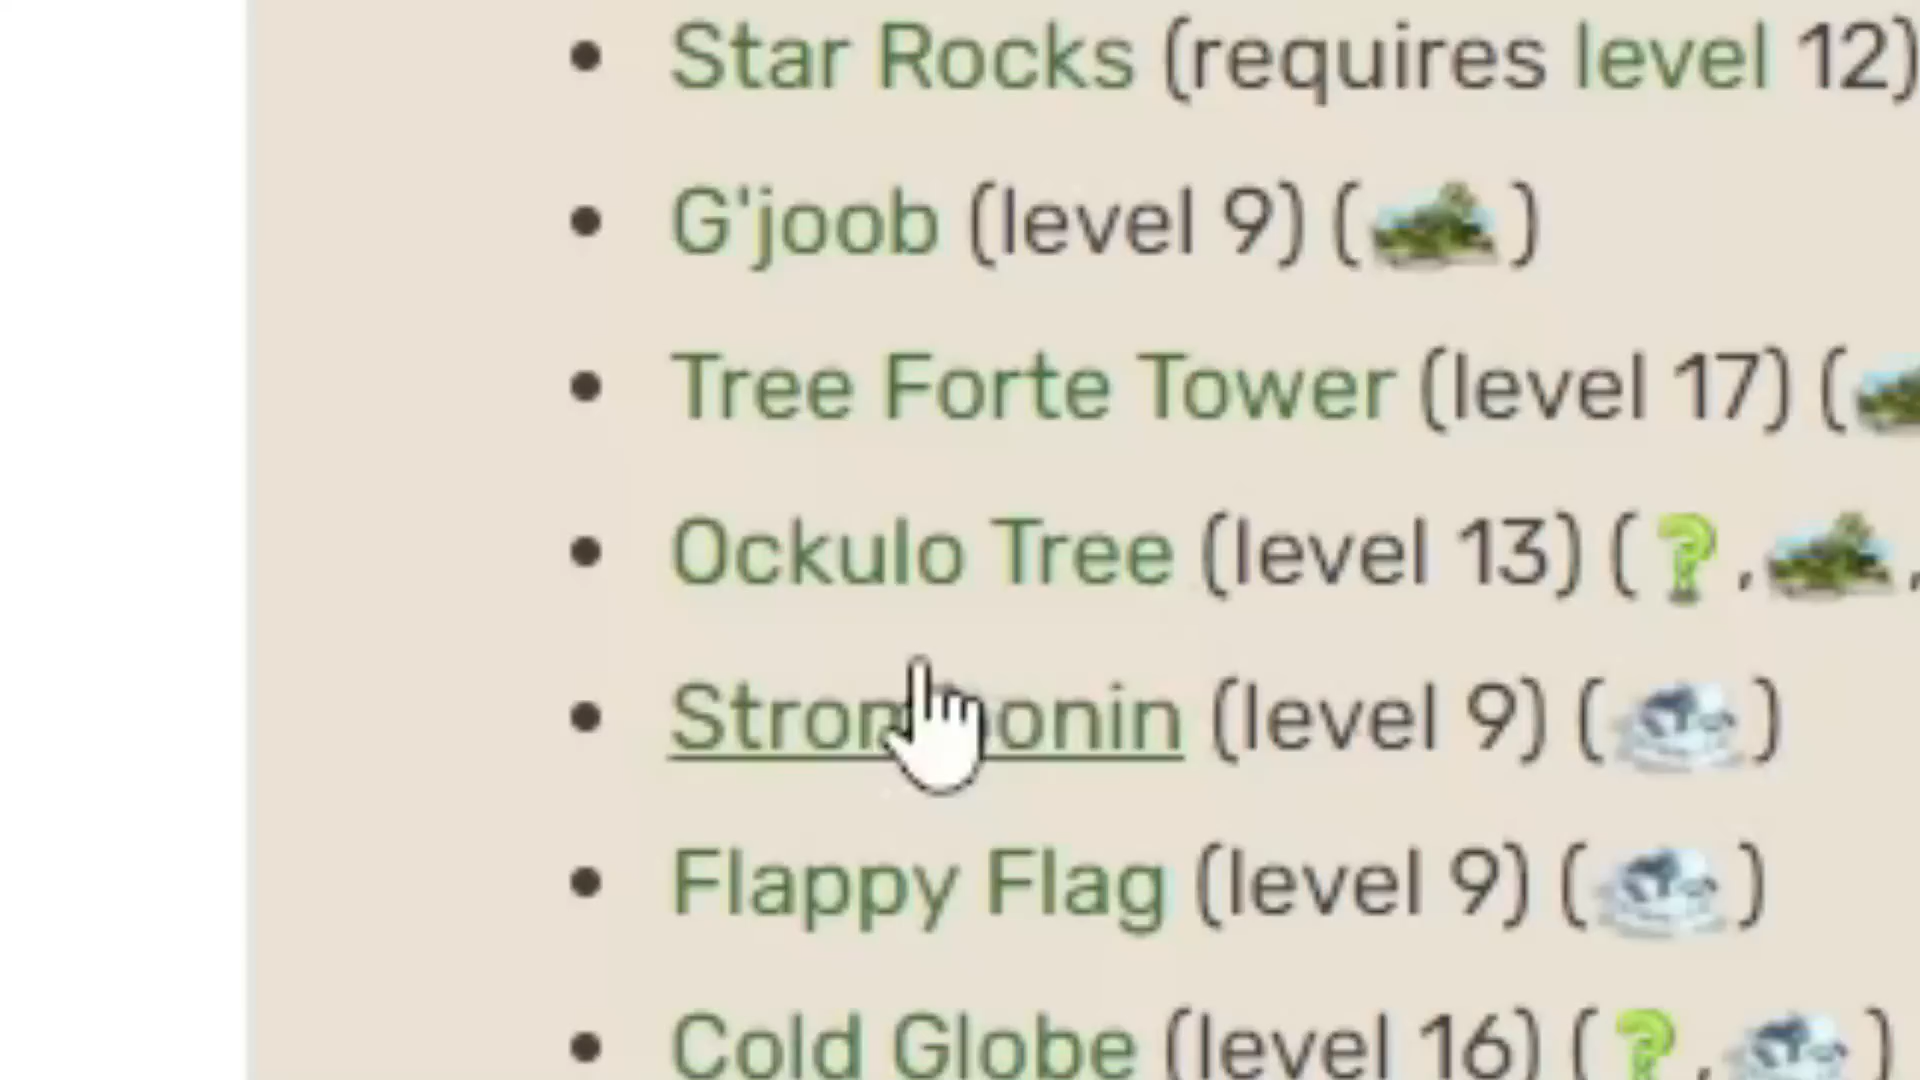 Star Rocks (requires level 12)
G'joob (level 9) ( )
Tree Forte Tower (level 17) (
Ockulo Tree (level 13) ( , ,
(level 9) ( )
Flappy Flag (level 9) ( )
Cold Globe (level 16) ( , )